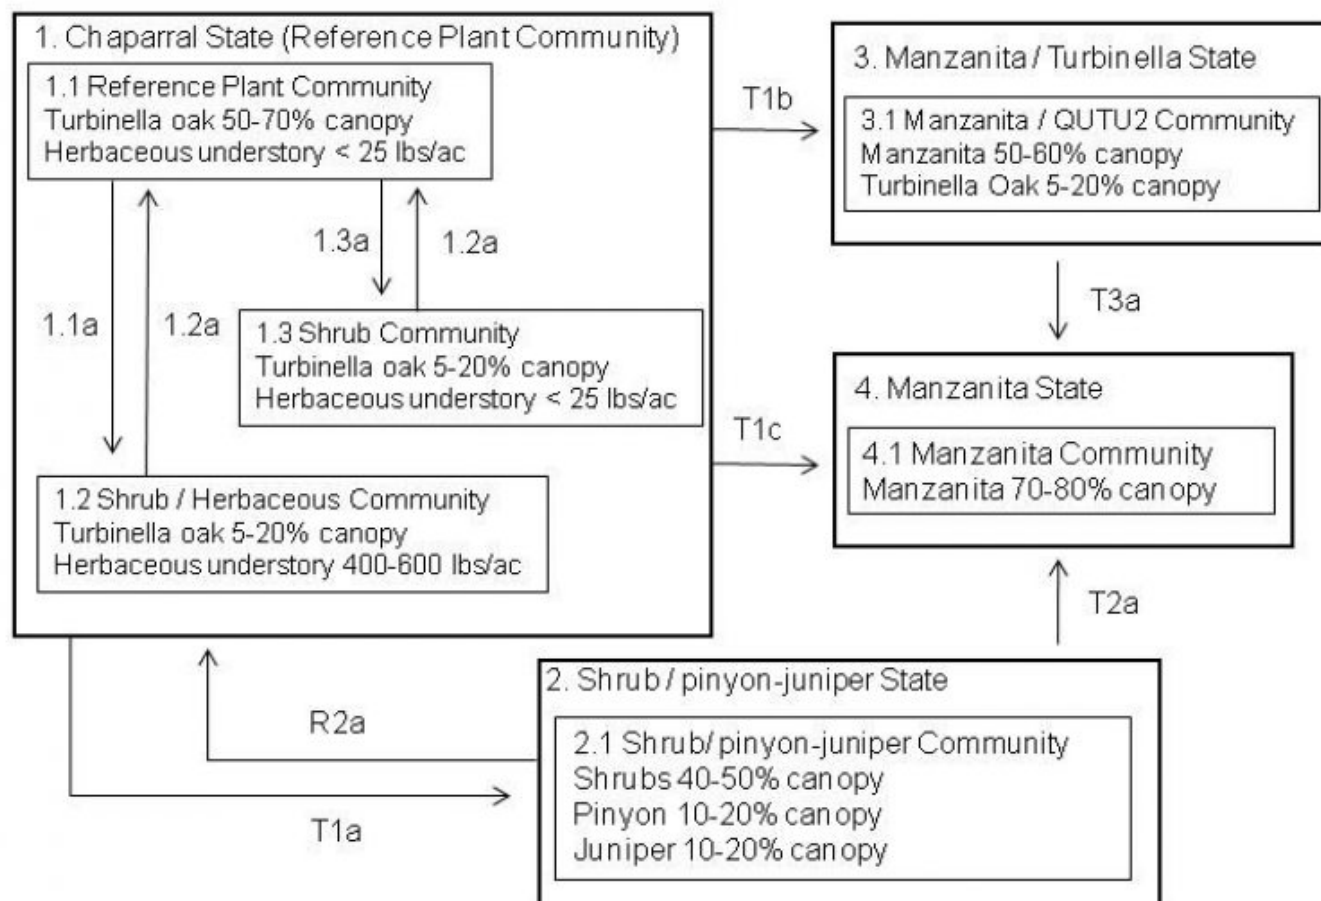 1. Chaparral State (Reference Plant Community)
1.1 Reference Plant Community
Turbinella oak 50-70% canopy
Herbaceous understory < 25 lbs/ac
1.3a
1.2a
1.1a
1.2a
1.3 Shrub Community
Turbinella oak 5-20% canopy
Herbaceous understory < 25 lbs/ac
1.2 Shrub / Herbaceous Community
Turbinella oak 5-20% canopy
Herbaceous understory 400-600 lbs/ac
T1b
3. Manzanita / Turbinella State
3.1 Manzanita / QUTU2 Community
Manzanita 50-60% canopy
Turbinella Oak 5-20% canopy
T3a
T1c
4. Manzanita State
4.1 Manzanita Community
Manzanita 70-80% canopy
T2a
R2a
T1a
2. Shrub / pinyon-juniper State
2.1 Shrub/ pinyon-juniper Community
Shrubs 40-50% canopy
Pinyon 10-20% canopy
Juniper 10-20% canopy